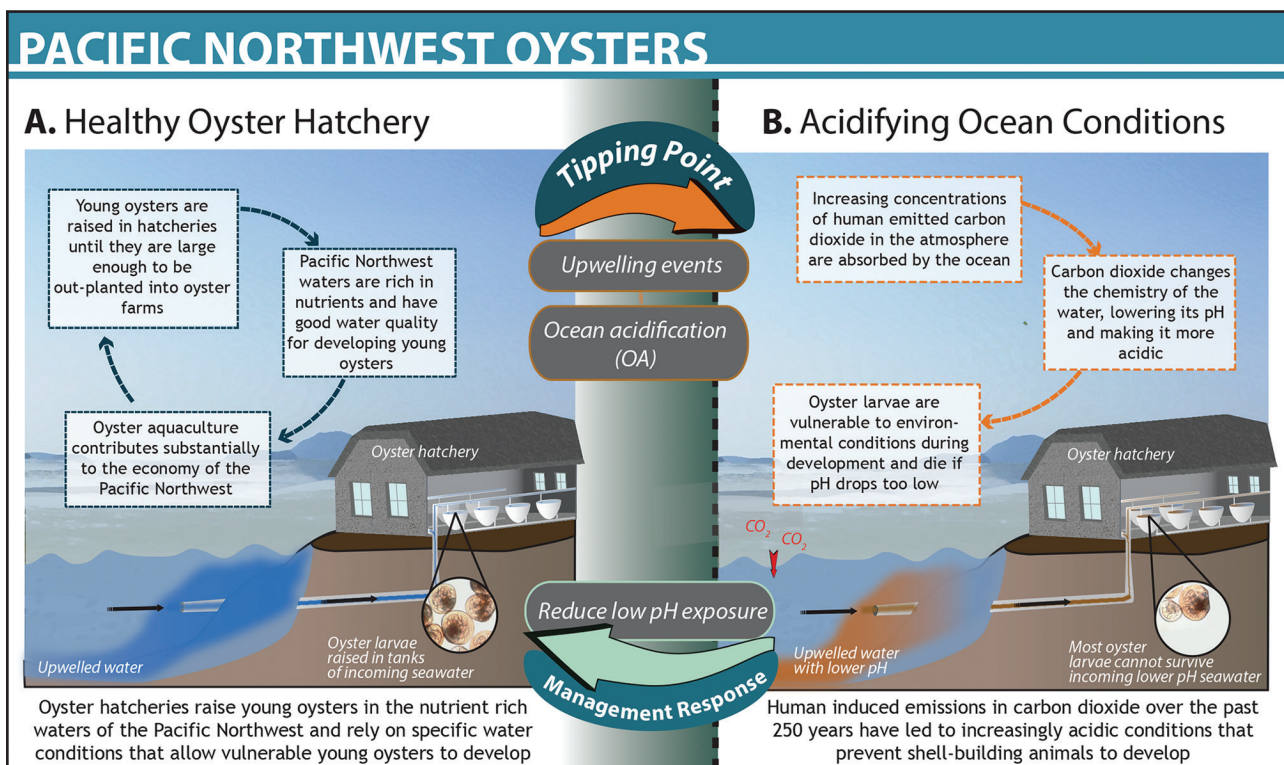 PACIFIC NORTHWEST OYSTERS
A. Healthy Oyster Hatchery
Young oysters are
raised in hatcheries
until they are large
enough to be
out-planted into oyster
farms
Pacific Northwest
waters are rich in
nutrients and have
good water quality
for developing young
oysters
Oyster aquaculture
contributes substantially
to the economy of the
Pacific Northwest
Oyster hatchery
Upwelled water
Oyster larvae
raised in tanks
of incoming seawater
Oyster hatcheries raise young oysters in the nutrient rich
waters of the Pacific Northwest and rely on specific water
conditions that allow vulnerable young oysters to develop
Tipping Point
Upwelling events
+
Ocean acidification
(OA)
Reduce low pH exposure
Management Response
B. Acidifying Ocean Conditions
Increasing concentrations
of human emitted carbon
dioxide in the atmosphere
are absorbed by the ocean
Carbon dioxide changes
the chemistry of the
water, lowering its pH
and making it more
acidic
Oyster larvae are
vulnerable to environ-
mental conditions during
development and die if
pH drops too low
Oyster hatchery
CO2 CO2
Upwelled water
with lower pH
Most oyster
larvae cannot survive
incoming lower pH seawater
Human induced emissions in carbon dioxide over the past
250 years have led to increasingly acidic conditions that
prevent shell-building animals to develop